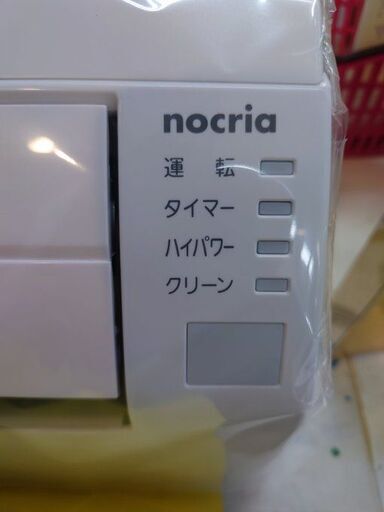 nocria
運 転
タイマー
ハイパワー
クリーン